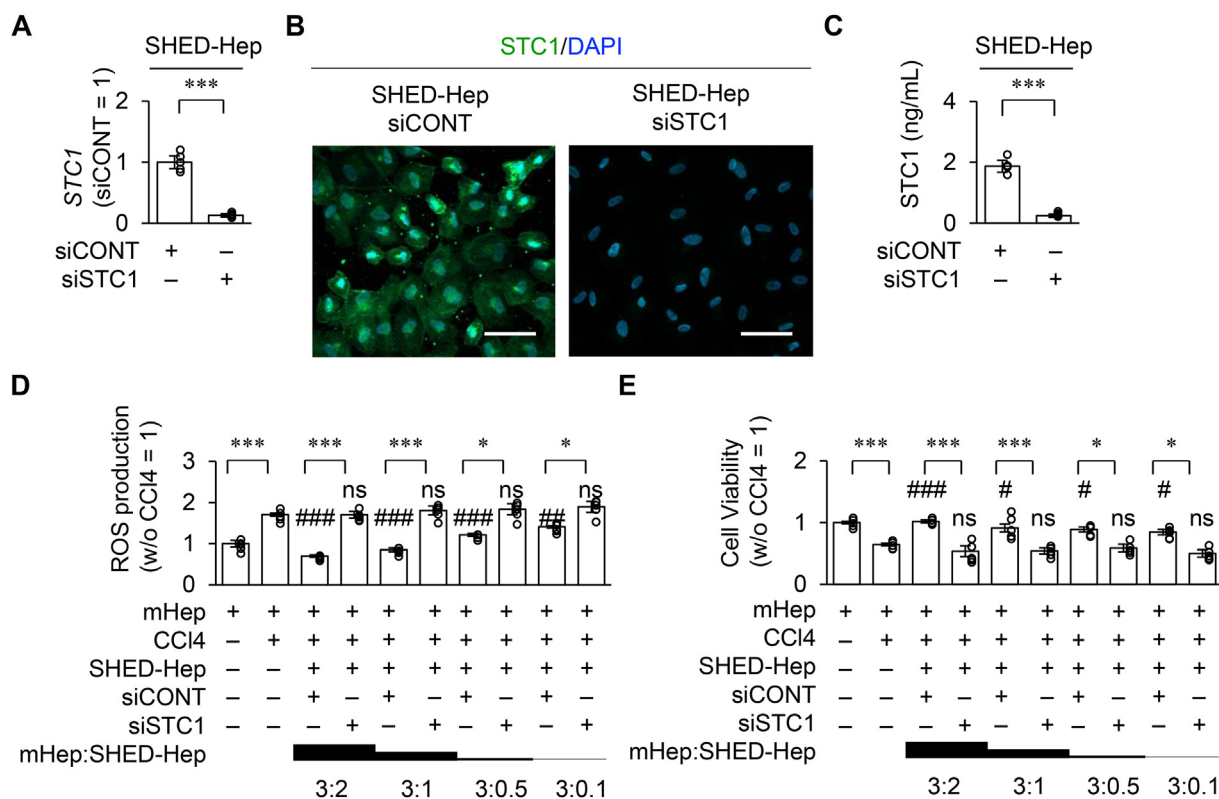 A
SHED-Hep
***
STC1
(siCONT = 1)
2
1
0
siCONT + –
siSTC1 – +
B
STC1/DAPI
SHED-Hep
siCONT
SHED-Hep
siSTC1
C
SHED-Hep
***
STC1 (ng/mL)
4
2
0
siCONT + –
siSTC1 – +
D
ROS production
(w/o CCl4 = 1)
*** *** *** * *
3
2
1
0
### ns ### ns ### ns ## ns
mHep + + + + + + + + + +
CCl4 – + + + + + + + + +
SHED-Hep – – + + + + + + + +
siCONT – – + – + – + – + –
siSTC1 – – – + – + – + – +
mHep:SHED-Hep
3:2 3:1 3:0.5 3:0.1
E
Cell Viability
(w/o CCl4 = 1)
*** *** *** * *
2
1
0
### ns # ns # ns # ns
mHep + + + + + + + + + +
CCl4 – + + + + + + + + +
SHED-Hep – – + + + + + + + +
siCONT – – + – + – + – + –
siSTC1 – – – + – + – + – +
mHep:SHED-Hep
3:2 3:1 3:0.5 3:0.1